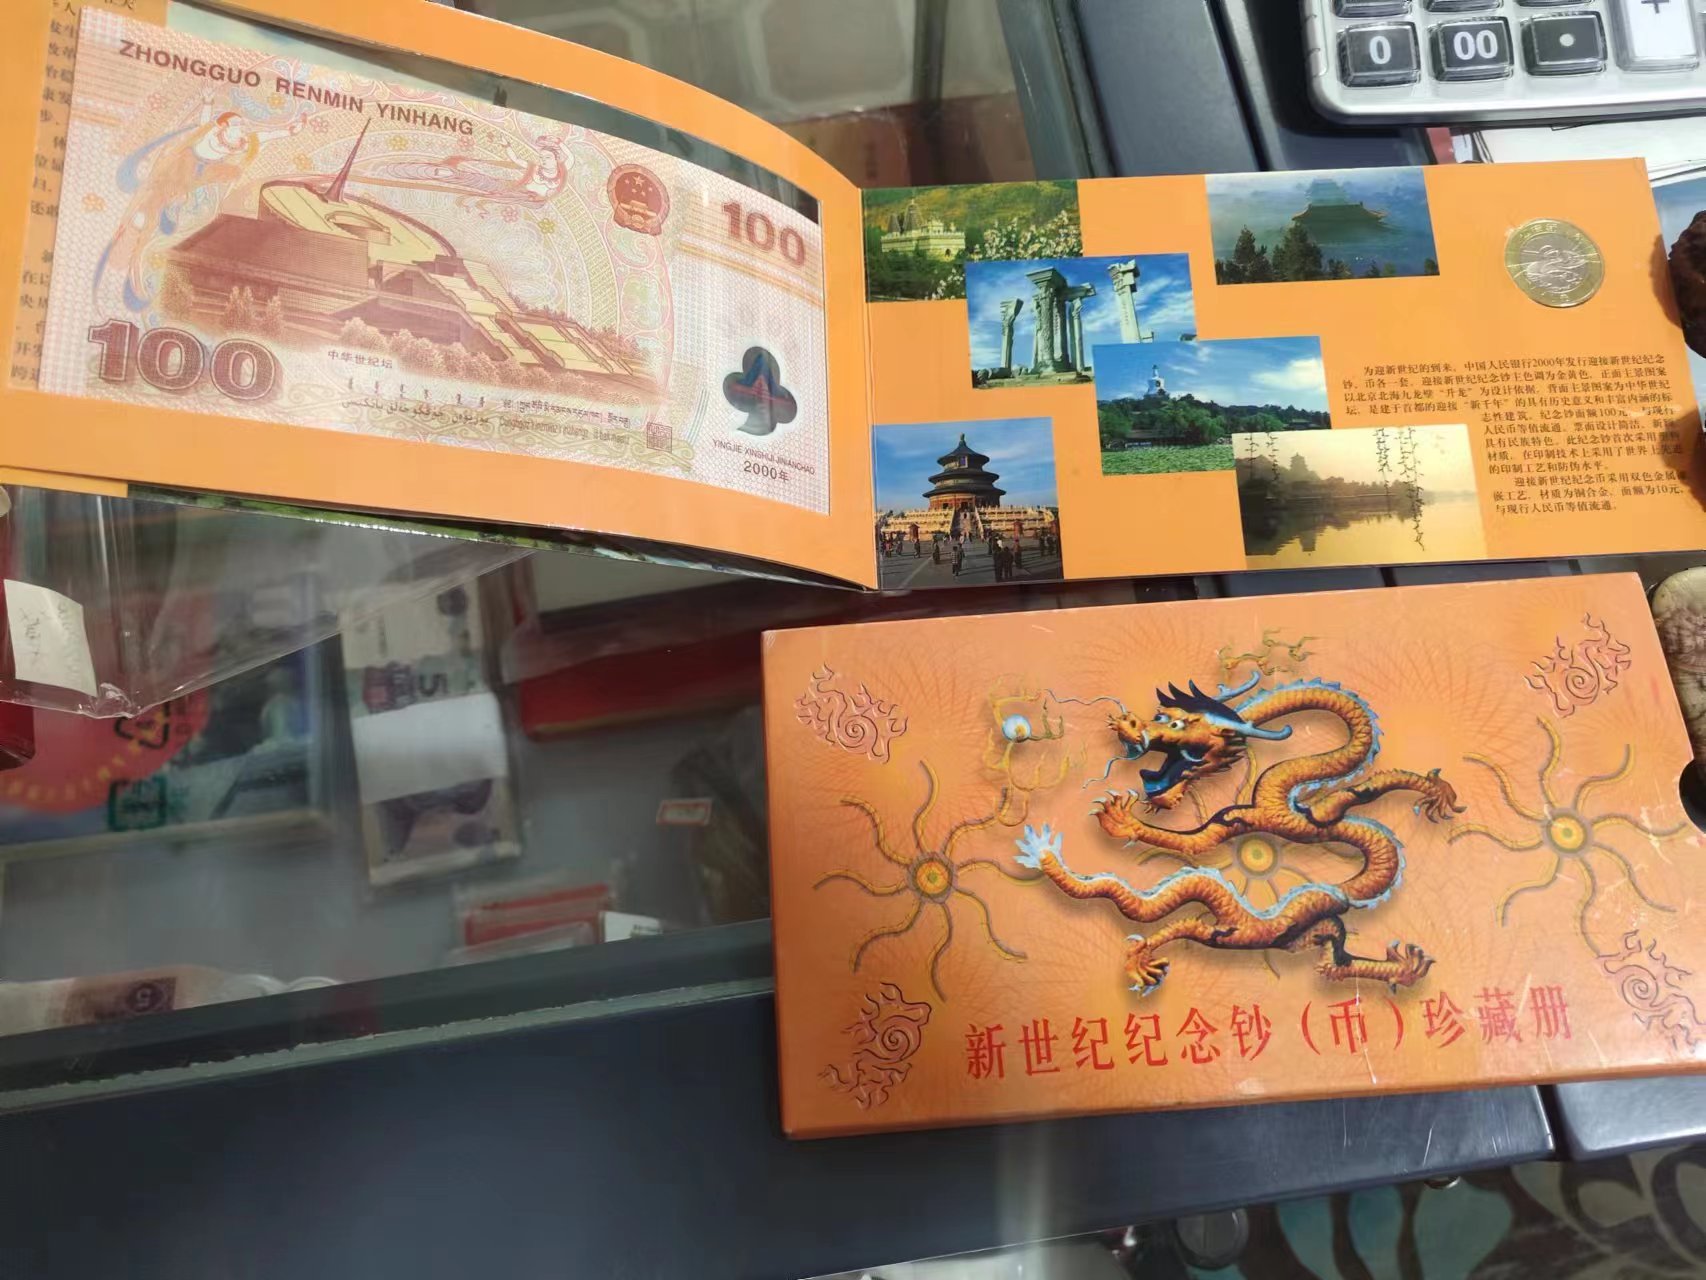 ZHONGGUO RENMIN YINHANG
100
100
中华世纪坛
YINGJIE XINSHIJI JINIANCHAO
2000年
为迎新世纪的到来，中国人民银行2000年发行迎接新世纪纪念
钞、币各一套。迎接新世纪纪念钞主色调为金黄色，正面主景图案
以北京北海九龙壁“升龙”为设计依据，背面主景图案为中华世纪
坛，是建于首都的迎接“新千年”的具有历史意义和丰富内涵的标
志性建筑。纪念钞面额100元，与现行
人民币等值流通。票面设计简洁、新颖
具有民族特色。此纪念钞首次采用塑料
材质，在印制技术上采用了世界上先进
的印制工艺和防伪水平。
迎接新世纪纪念币采用双色金属镶
嵌工艺，材质为铜合金，面额为10元，
与现行人民币等值流通。
0
00
5
5
新世纪纪念钞（币）珍藏册